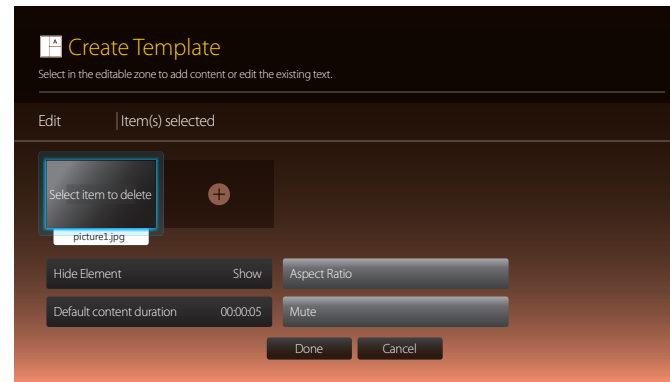 A
Create Template
Select in the editable zone to add content or edit the existing text.
Edit
Item(s) selected
Select item to delete
picture1.jpg
Hide Element Show
Aspect Ratio
Default content duration 00:00:05
Mute
Done
Cancel